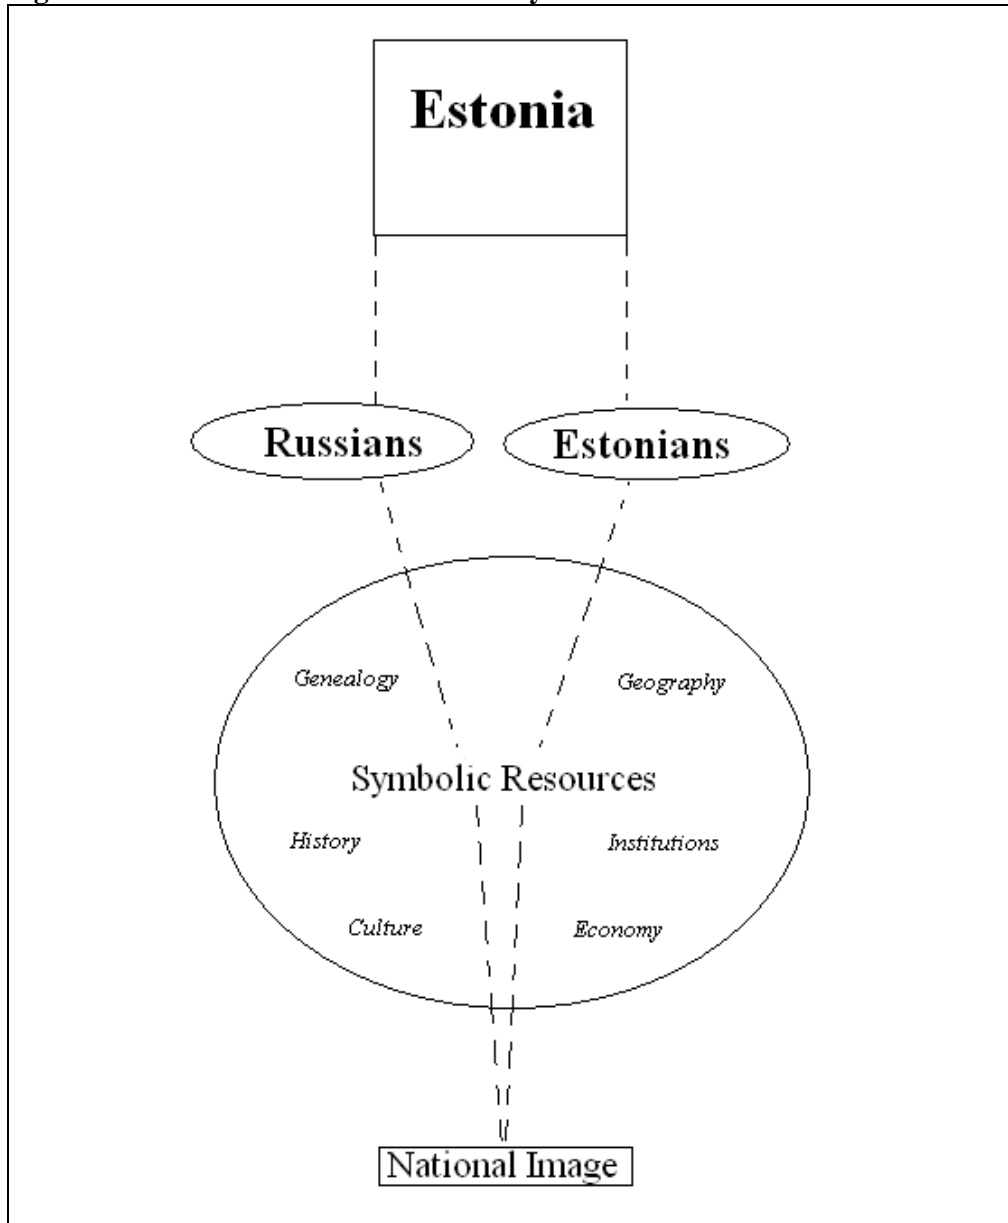 Estonia
Russians Estonians
Genealogy Geography
Symbolic Resources
History Institutions
Culture Economy
National Image